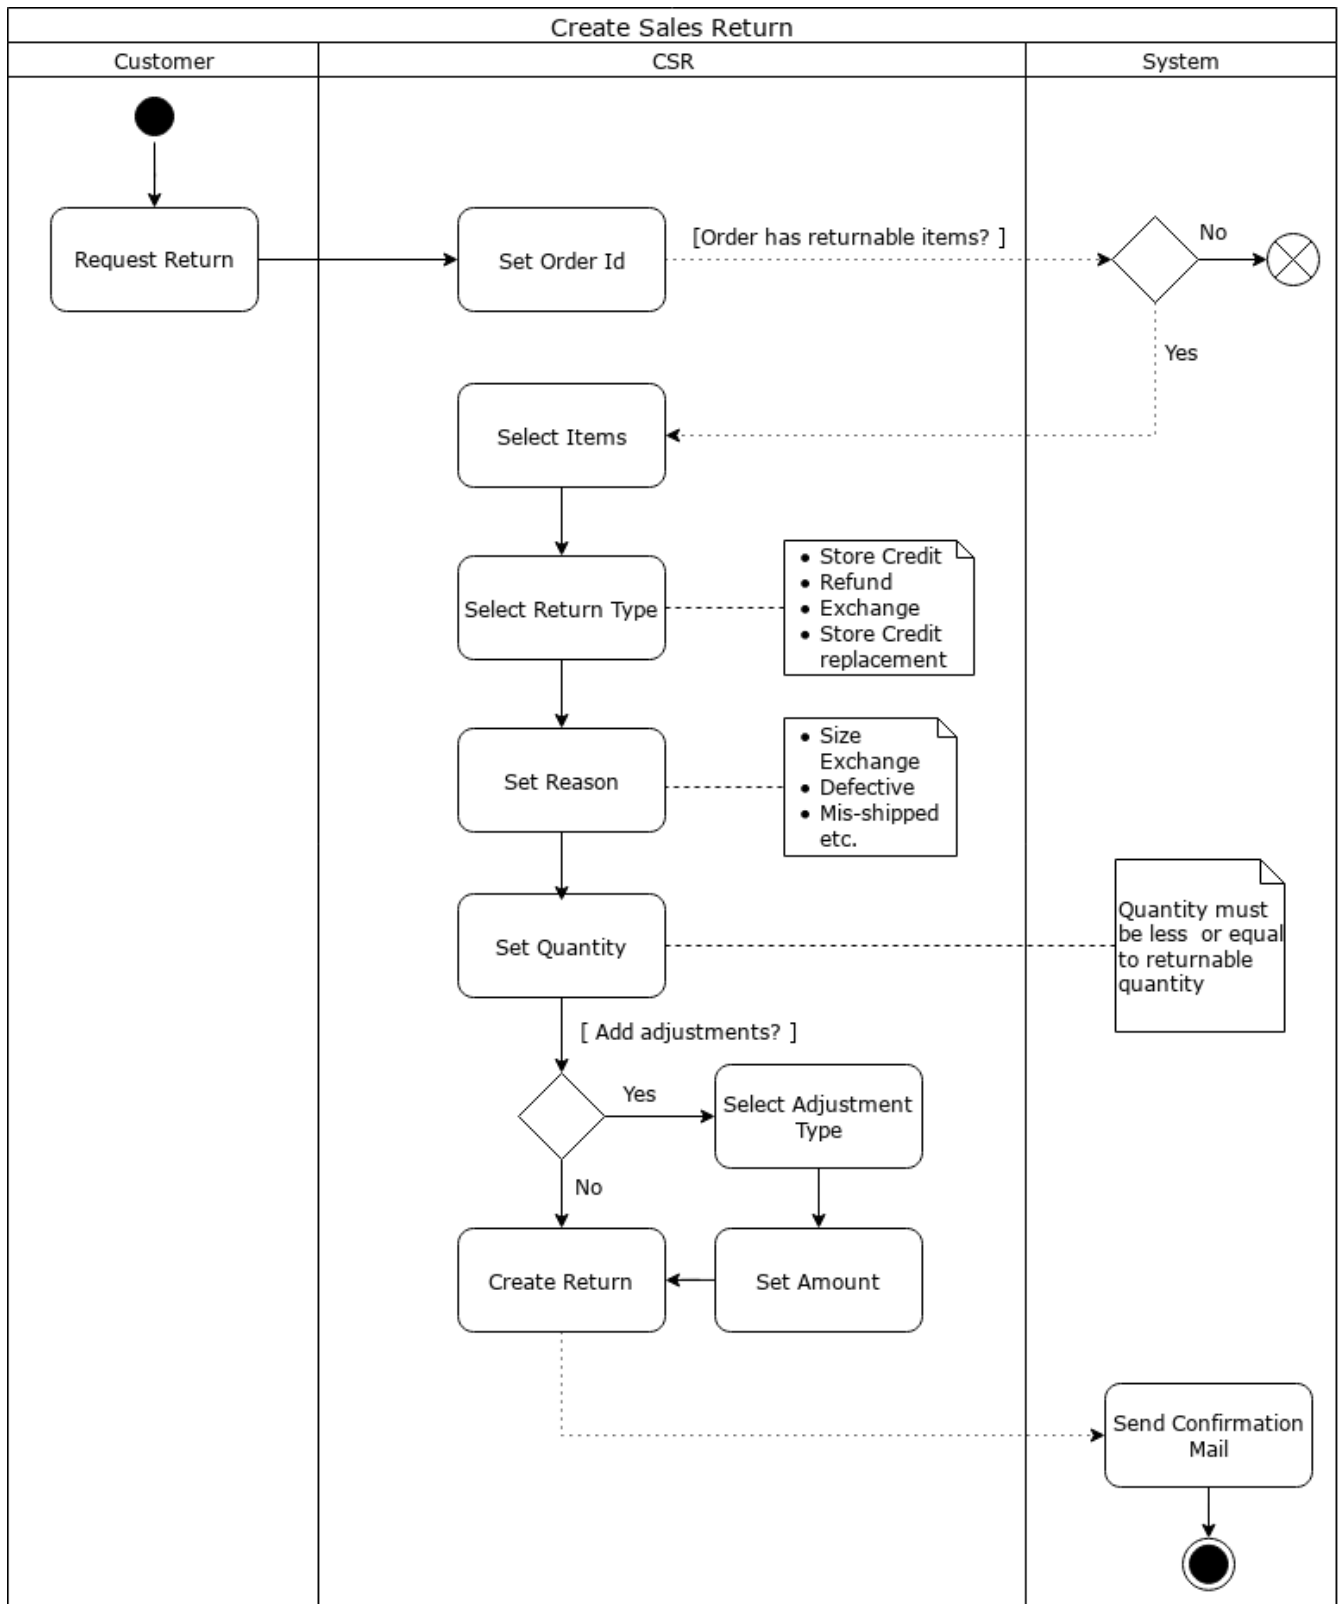 Create Sales Return
Customer
CSR
System
Request Return
Set Order Id
[Order has returnable items? ]
No
Yes
Select Items
Select Return Type
• Store Credit
• Refund
• Exchange
• Store Credit
replacement
Set Reason
• Size
Exchange
• Defective
• Mis-shipped
etc.
Set Quantity
Quantity must
be less  or equal
to returnable
quantity
[ Add adjustments? ]
Yes
Select Adjustment
Type
No
Create Return
Set Amount
Send Confirmation
Mail